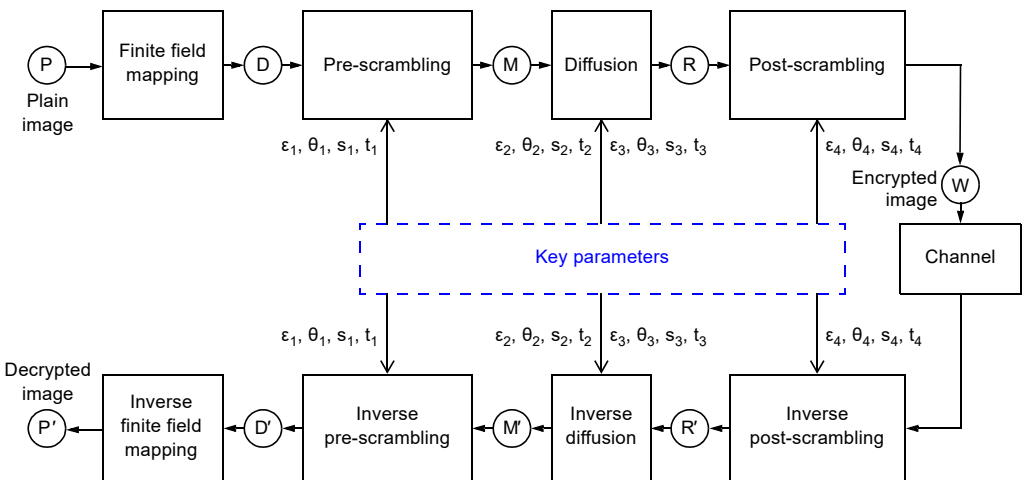 P
Plain
image
Finite field
mapping
D
Pre-scrambling
M
Diffusion
R
Post-scrambling
ε₁, θ₁, s₁, t₁
ε₂, θ₂, s₂, t₂
ε₃, θ₃, s₃, t₃
ε₄, θ₄, s₄, t₄
Encrypted
image
W
Key parameters
Channel
ε₁, θ₁, s₁, t₁
ε₂, θ₂, s₂, t₂
ε₃, θ₃, s₃, t₃
ε₄, θ₄, s₄, t₄
Decrypted
image
P′
Inverse
finite field
mapping
D′
Inverse
pre-scrambling
M′
Inverse
diffusion
R′
Inverse
post-scrambling